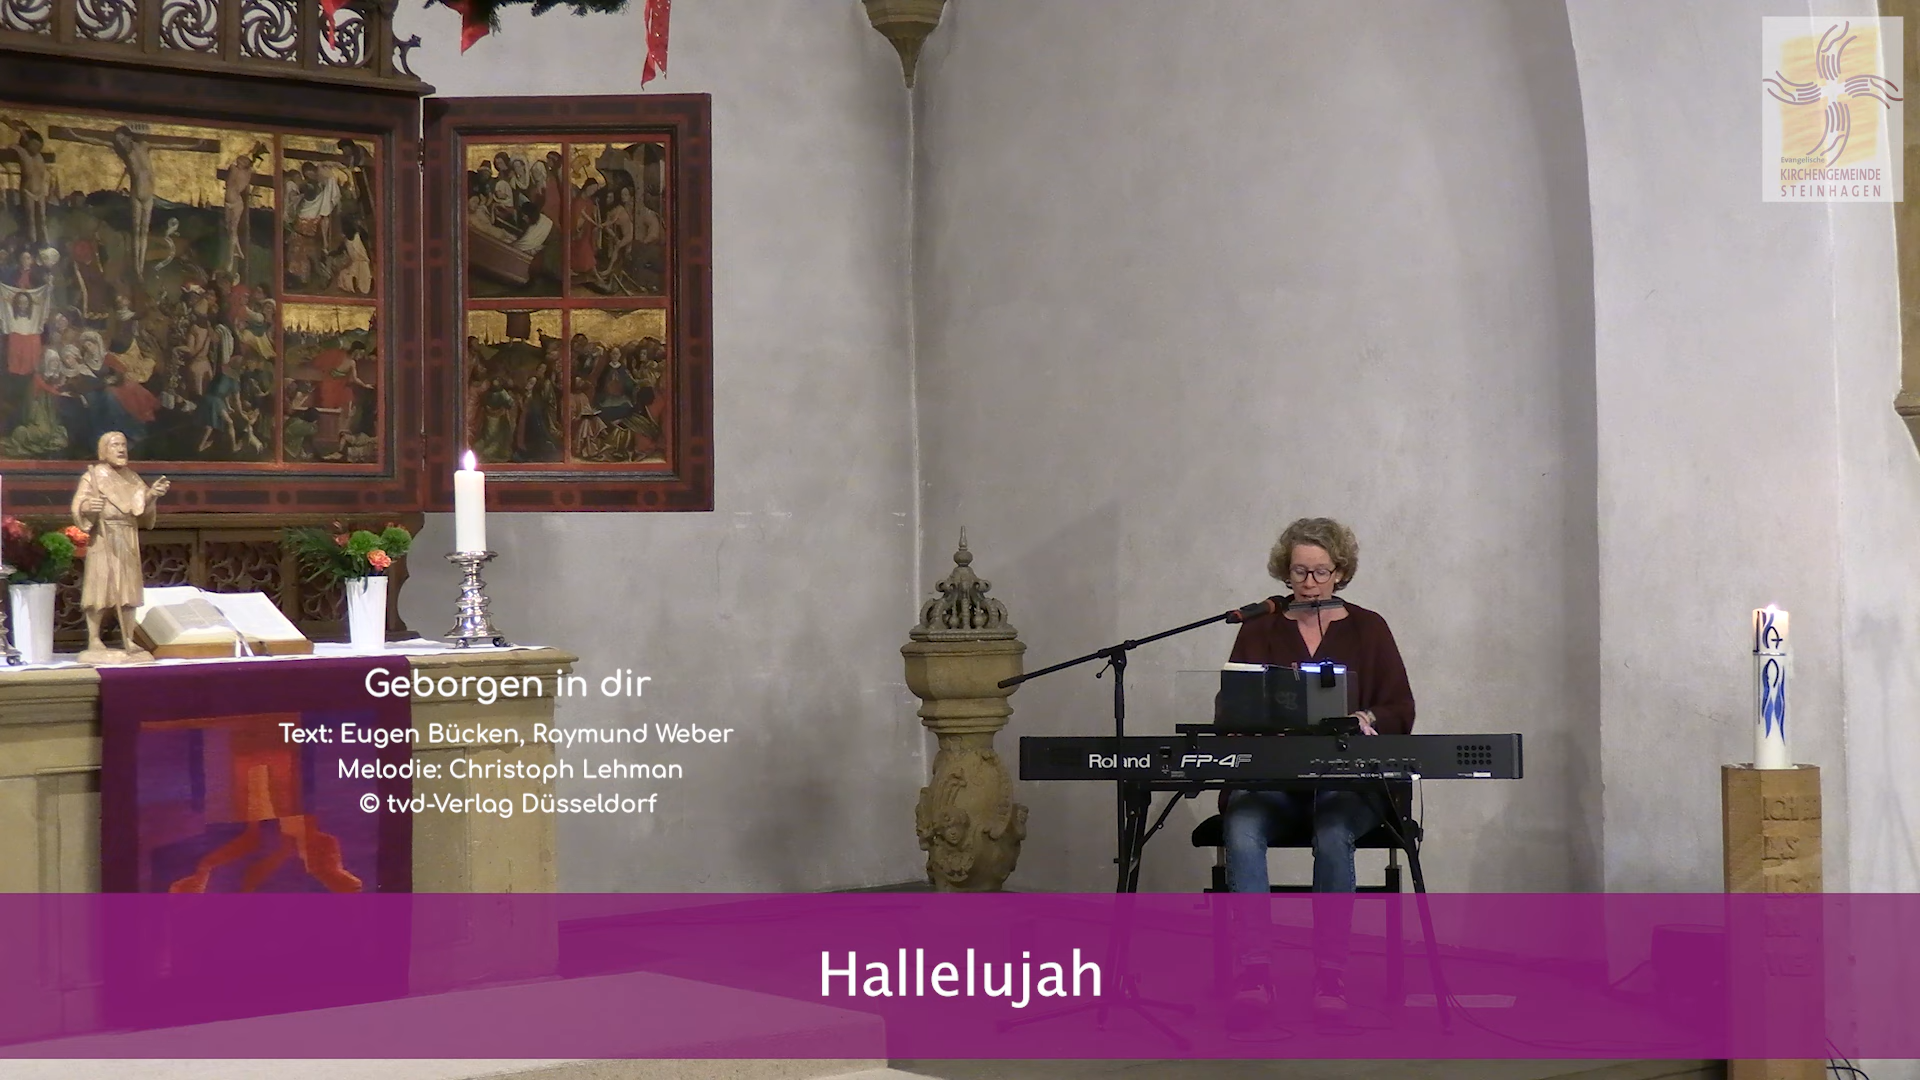 Evangelische
KIRCHENGEMEINDE
STEINHAGEN
Geborgen in dir
Text: Eugen Bücken, Raymund Weber
Melodie: Christoph Lehman
© tvd-Verlag Düsseldorf
Roland FP-4F
Hallelujah